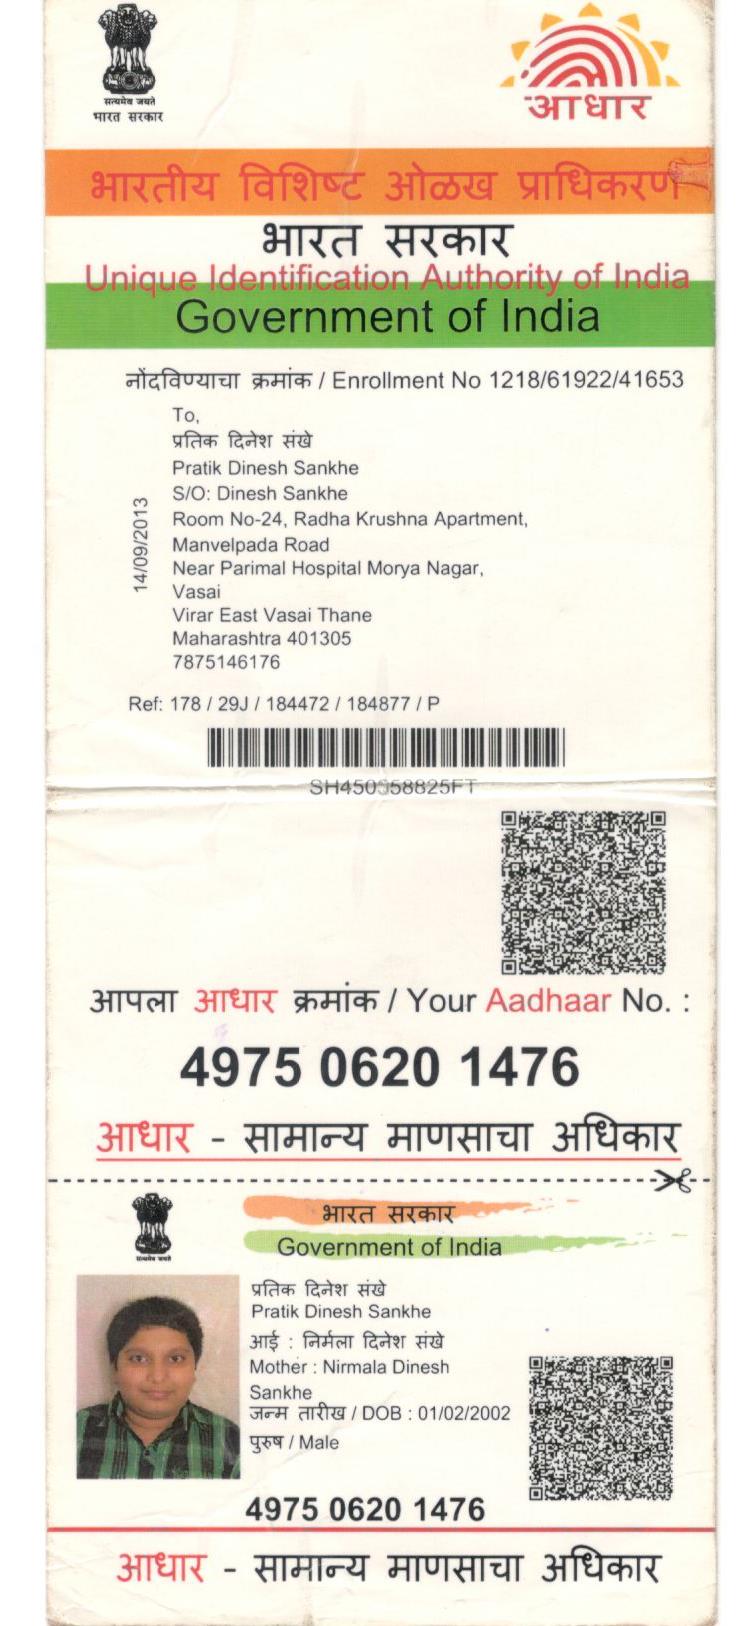 सत्यमेव जयते
भारत सरकार
आधार
भारतीय विशिष्ट ओळख प्राधिकरण
भारत सरकार
Unique Identification Authority of India
Government of India
नोंदविण्याचा क्रमांक / Enrollment No 1218/61922/41653
To,
प्रतिक दिनेश संखे
Pratik Dinesh Sankhe
S/O: Dinesh Sankhe
Room No-24, Radha Krushna Apartment,
Manvelpada Road
Near Parimal Hospital Morya Nagar,
Vasai
Virar East Vasai Thane
Maharashtra 401305
7875146176
14/09/2013
Ref: 178 / 29J / 184472 / 184877 / P
आपला आधार क्रमांक / Your Aadhaar No. :
4975 0620 1476
आधार - सामान्य माणसाचा अधिकार
सत्यमेव जयते
भारत सरकार
Government of India
प्रतिक दिनेश संखे
Pratik Dinesh Sankhe
आई : निर्मला दिनेश संखे
Mother : Nirmala Dinesh
Sankhe
जन्म तारीख / DOB : 01/02/2002
पुरुष / Male
4975 0620 1476
आधार - सामान्य माणसाचा अधिकार